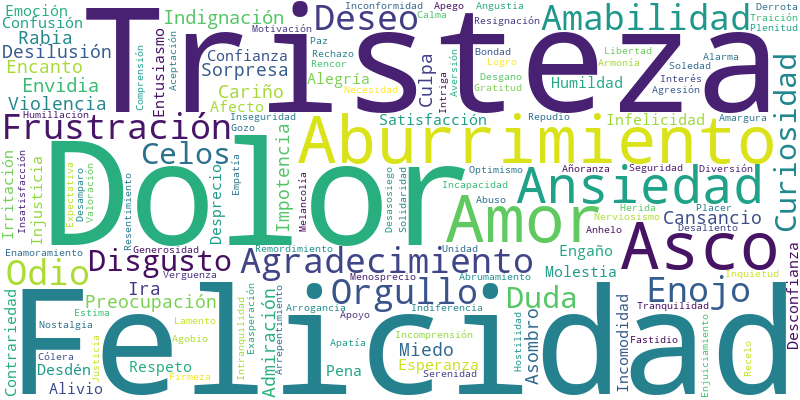 Emoción
Confusión
Rabia
Desilusión
Encanto
Envidia
Violencia
Humillación
Indignación
Comprensión
Entusiasmo
Aceptación
Motivación
Confianza
Sorpresa
Cariño
Afecto
Alegría
Paz
Rechazo
Rencor
Inconformidad
Calma
Deseo
Apego
Angustia
Resignación
Culpa
Necesidad
Intriga
Aversión
Bondad
Logro
Desgano
Gratitud
Amabilidad
Libertad
Armonía
Humildad
Derrota
Traición
Plenitud
Soledad
Alarma
Interés
Agresión
Curiosidad
Tristeza
Frustración
Inseguridad
Gozo
Satisfacción
Repudio
Infelicidad
Amargura
Aburrimiento
Celos
Irritación
Insatisfacción
Injusticia
Expectativa
Desamparo
Valoración
Dolor
Resentimiento
Desprecio
Empatía
Impotencia
Melancolía
Desasosiego
Solidaridad
Optimismo
Incapacidad
Abuso
Añoranza
Seguridad
Diversión
Ansiedad
Amor
Anhelo
Herida
Nerviosismo
Placer
Cansancio
Desaliento
Asco
Enamoramiento
Generosidad
Vergüenza
Remordimiento
Unidad
Disgusto
Agradecimiento
Menosprecio
Abrumamiento
Engaño
Molestia
Inquietud
Desconfianza
Odio
Ira
Preocupación
Orgullo
Duda
Enojo
Tranquilidad
Contrariedad
Estima
Nostalgia
Lamento
Agobio
Cólera
Justicia
Desdén
Alivio
Respeto
Firmeza
Intranquilidad
Exasperación
Admiración
Arrepentimiento
Arrogancia
Apoyo
Indiferencia
Incomprensión
Apatía
Miedo
Esperanza
Pena
Serenidad
Hostilidad
Asombro
Incomodidad
Fastidio
Enjuiciamiento
Recelo
Felicidad